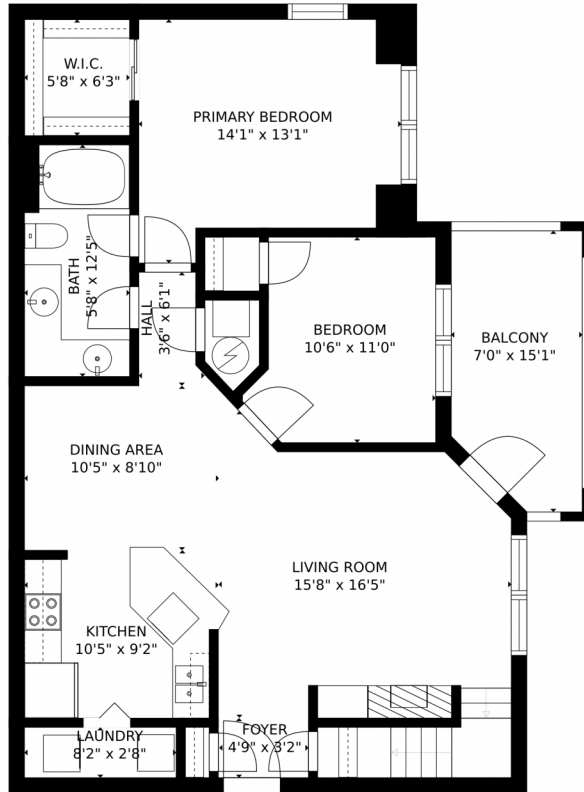 W.I.C.
5'8" x 6'3"
PRIMARY BEDROOM
14'1" x 13'1"
BATH
5'8" x 12'5"
HALL
3'6" x 6'1"
BEDROOM
10'6" x 11'0"
BALCONY
7'0" x 15'1"
DINING AREA
10'5" x 8'10"
LIVING ROOM
15'8" x 16'5"
KITCHEN
10'5" x 9'2"
LAUNDRY
8'2" x 2'8"
FOYER
4'9" x 3'2"